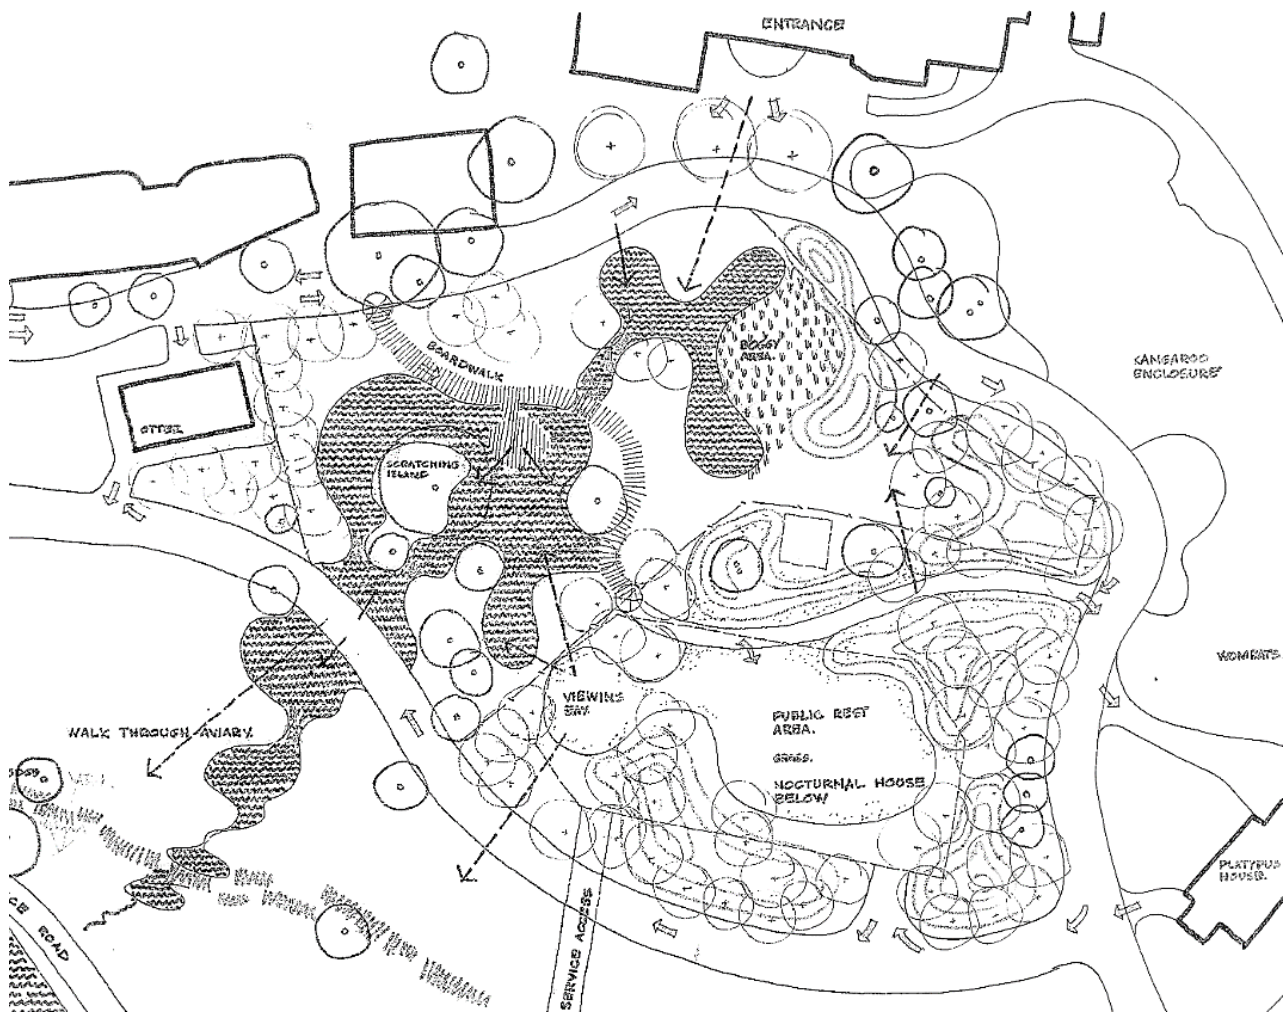 ENTRANCE
BOARDWALK
BOGGY
AREA.
KANGAROO
ENCLOSURE
OTTER
SCRATCHING
ISLAND
WOMBATS
VIEWING
BAY.
PUBLIC REST
AREA.
GRASS.
NOCTURNAL HOUSE
BELOW
WALK THROUGH AVIARY.
PLATYPUS
HOUSE.
SERVICE ACCESS
ROAD